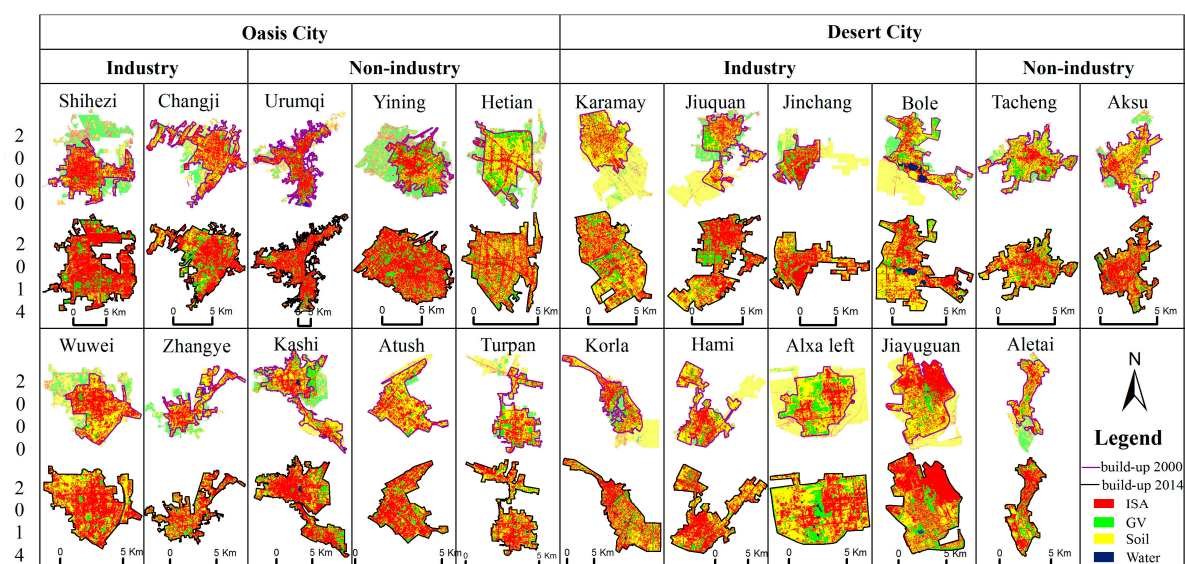 Oasis City Desert City
Industry Non-industry Industry Non-industry
Shihezi Changji Urumqi Yining Hetian Karamay Jiuquan Jinchang Bole Tacheng Aksu
2
0
0
0
2
0
1
4
0 5 Km 0 5 Km 0 5 Km 0 5 Km 0 5 Km 0 5 Km 0 5 Km 0 5 Km 0 5 Km 0 5 Km 0 5 Km
Wuwei Zhangye Kashi Atush Turpan Korla Hami Alxa left Jiayuguan Aletai
2
0
0
0
N
Legend
build-up 2000
2
0
1
4
build-up 2014
ISA
GV
Soil
Water
0 5 Km 0 5 Km 0 5 Km 0 5 Km 0 5 Km 0 5 Km 0 5 Km 0 5 Km 0 5 Km 0 5 Km